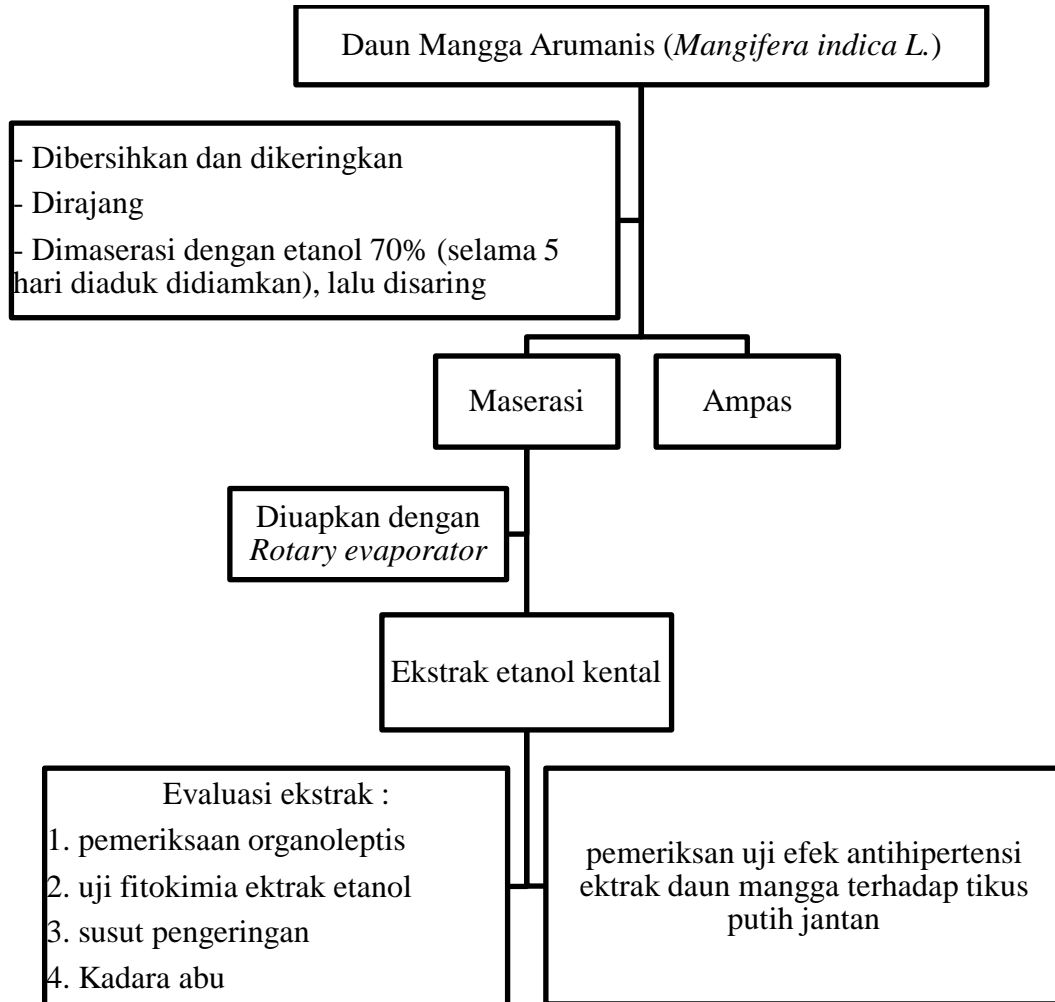 Daun Mangga Arumanis (Mangifera indica L.)
- Dibersihkan dan dikeringkan
- Dirajang
- Dimaserasi dengan etanol 70% (selama 5
hari diaduk didiamkan), lalu disaring
Maserasi
Ampas
Diuapkan dengan
Rotary evaporator
Ekstrak etanol kental
Evaluasi ekstrak :
1. pemeriksaan organoleptis
2. uji fitokimia ektrak etanol
3. susut pengeringan
4. Kadara abu
pemeriksan uji efek antihipertensi
ektrak daun mangga terhadap tikus
putih jantan